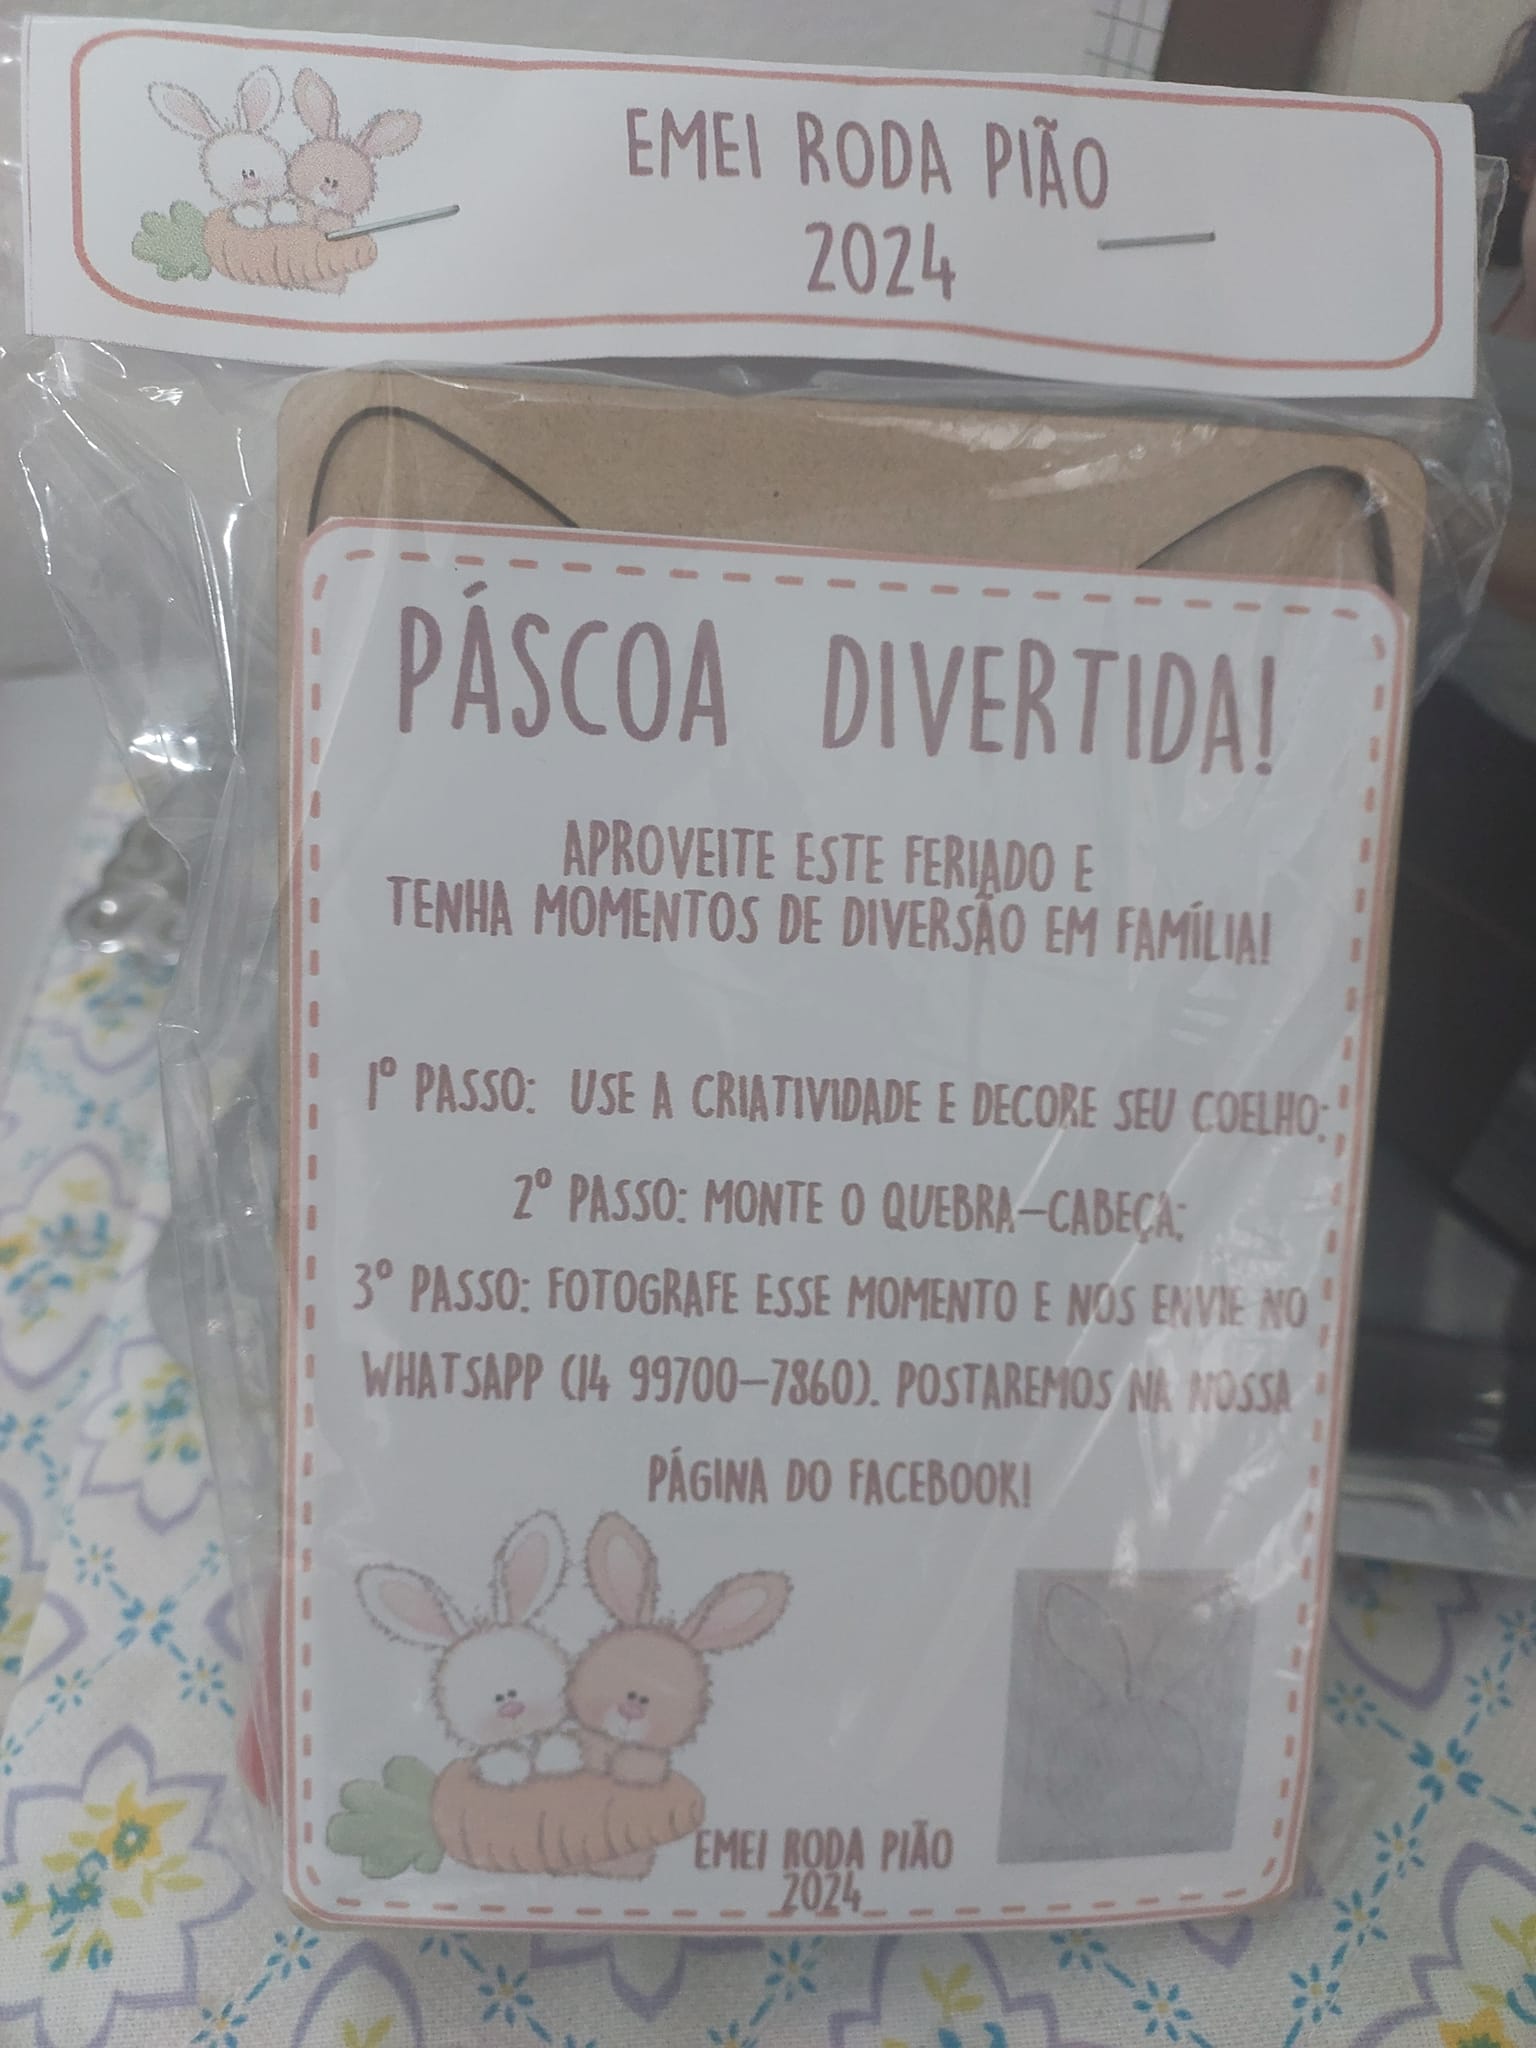 EMEI RODA PIÃO
2024
PÁSCOA DIVERTIDA!
APROVEITE ESTE FERIADO E
TENHA MOMENTOS DE DIVERSÃO EM FAMÍLIA!
1º PASSO: USE A CRIATIVIDADE E DECORE SEU COELHO;
2º PASSO: MONTE O QUEBRA-CABEÇA;
3º PASSO: FOTOGRAFE ESSE MOMENTO E NOS ENVIE NO
WHATSAPP (14 99700-7860). POSTAREMOS NA NOSSA
PÁGINA DO FACEBOOK!
EMEI RODA PIÃO
2024